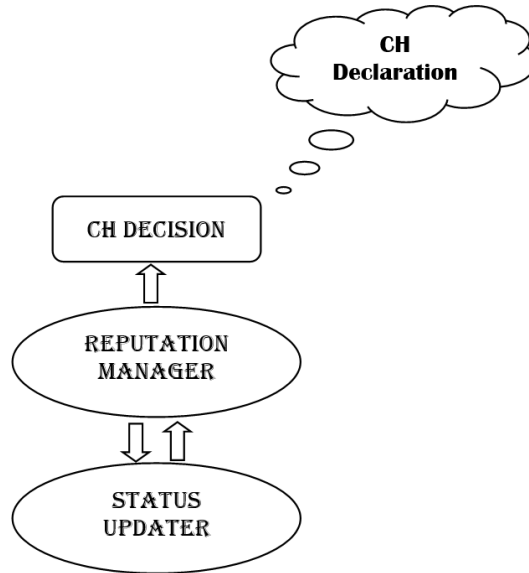 CH
Declaration
CH DECISION
REPUTATION
MANAGER
STATUS
UPDATER